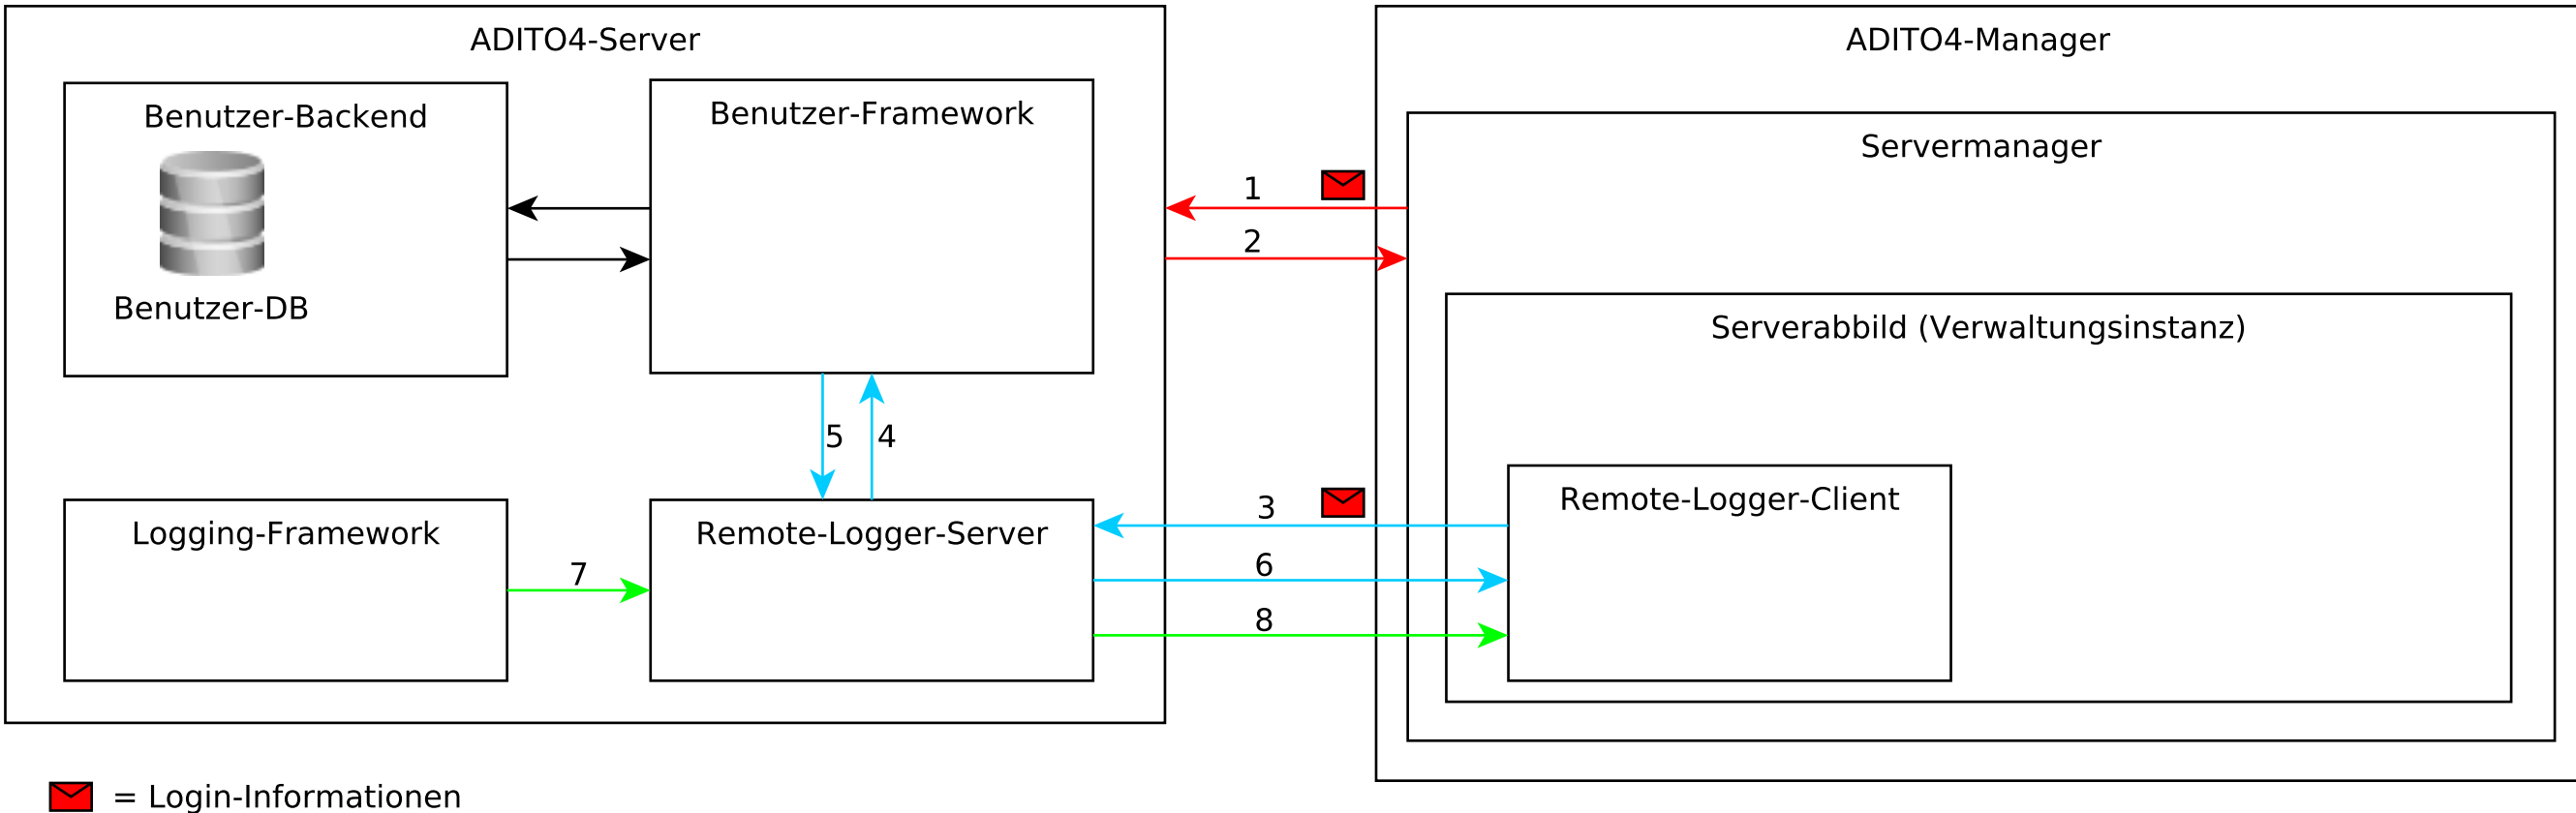 ADITO4-Server
Benutzer-Backend
Benutzer-DB
Benutzer-Framework
5
4
Logging-Framework
7
Remote-Logger-Server
1
2
3
6
8
ADITO4-Manager
Servermanager
Serverabbild (Verwaltungsinstanz)
Remote-Logger-Client
= Login-Informationen